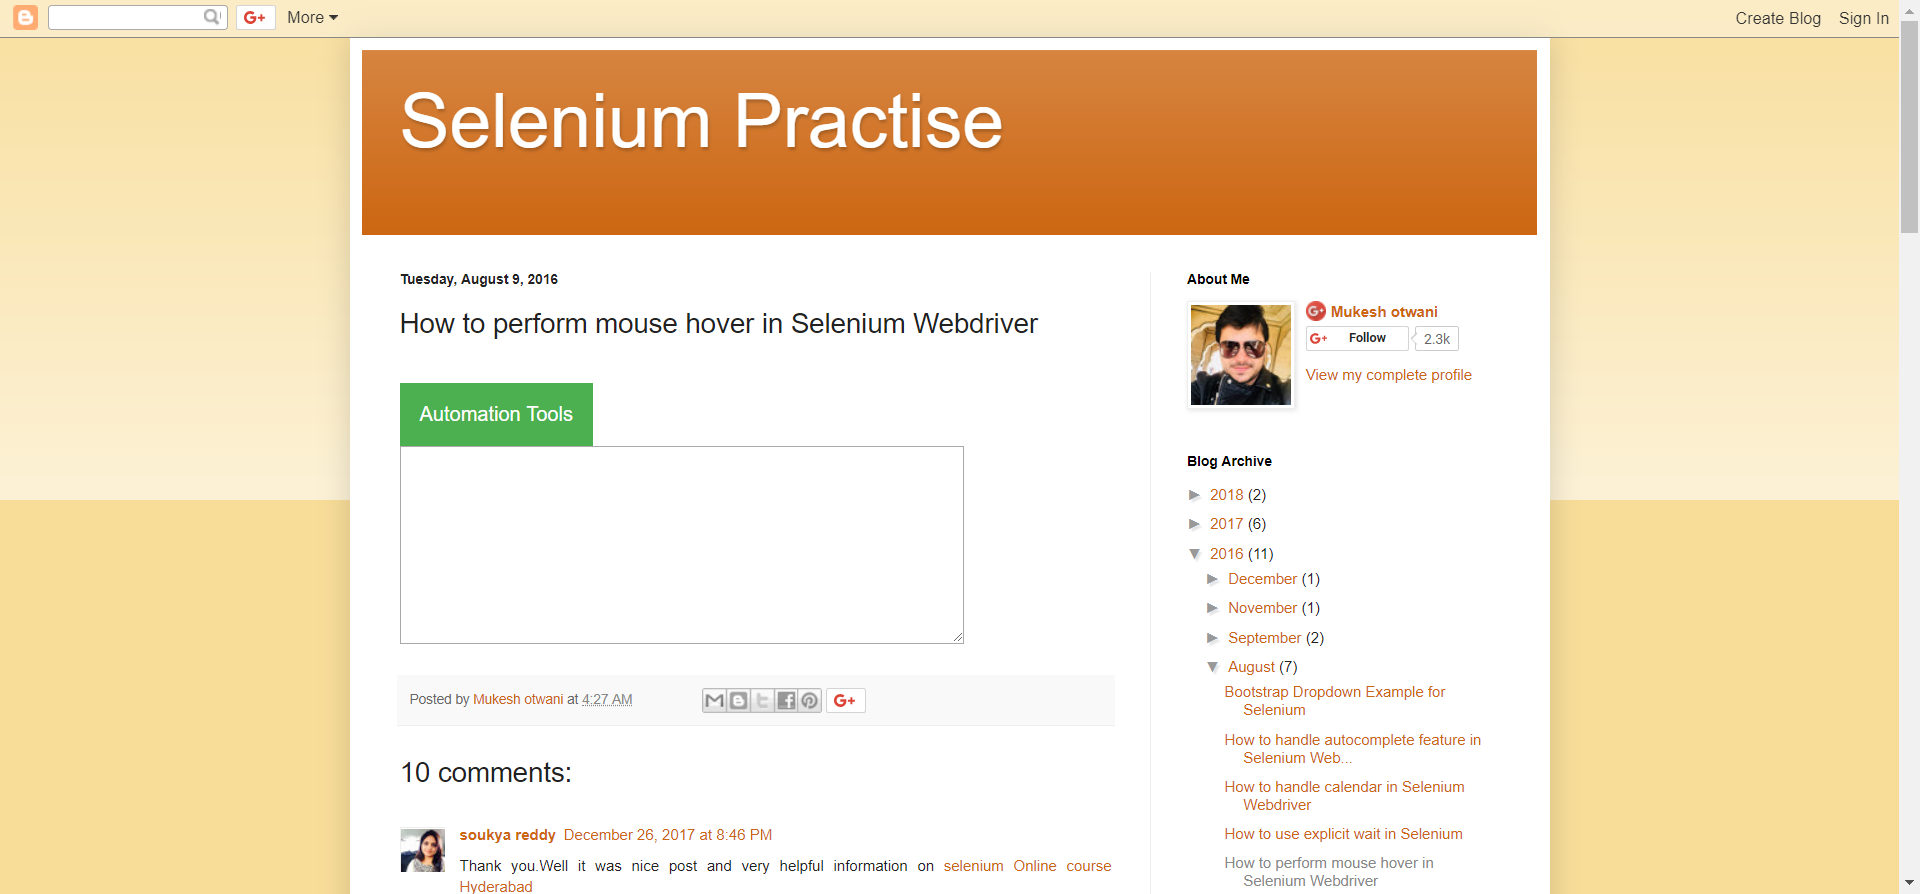 G+ More Create Blog Sign In
Selenium Practise
Tuesday, August 9, 2016
How to perform mouse hover in Selenium Webdriver
Automation Tools
Posted by Mukesh otwani at 4:27 AM
G+
10 comments:
soukya reddy December 26, 2017 at 8:46 PM
Thank you.Well it was nice post and very helpful information on selenium Online course
Hyderabad
About Me
G+ Mukesh otwani
G+ Follow 2.3k
View my complete profile
Blog Archive
► 2018 (2)
► 2017 (6)
▼ 2016 (11)
► December (1)
► November (1)
► September (2)
▼ August (7)
Bootstrap Dropdown Example for
Selenium
How to handle autocomplete feature in
Selenium Web...
How to handle calendar in Selenium
Webdriver
How to use explicit wait in Selenium
How to perform mouse hover in
Selenium Webdriver